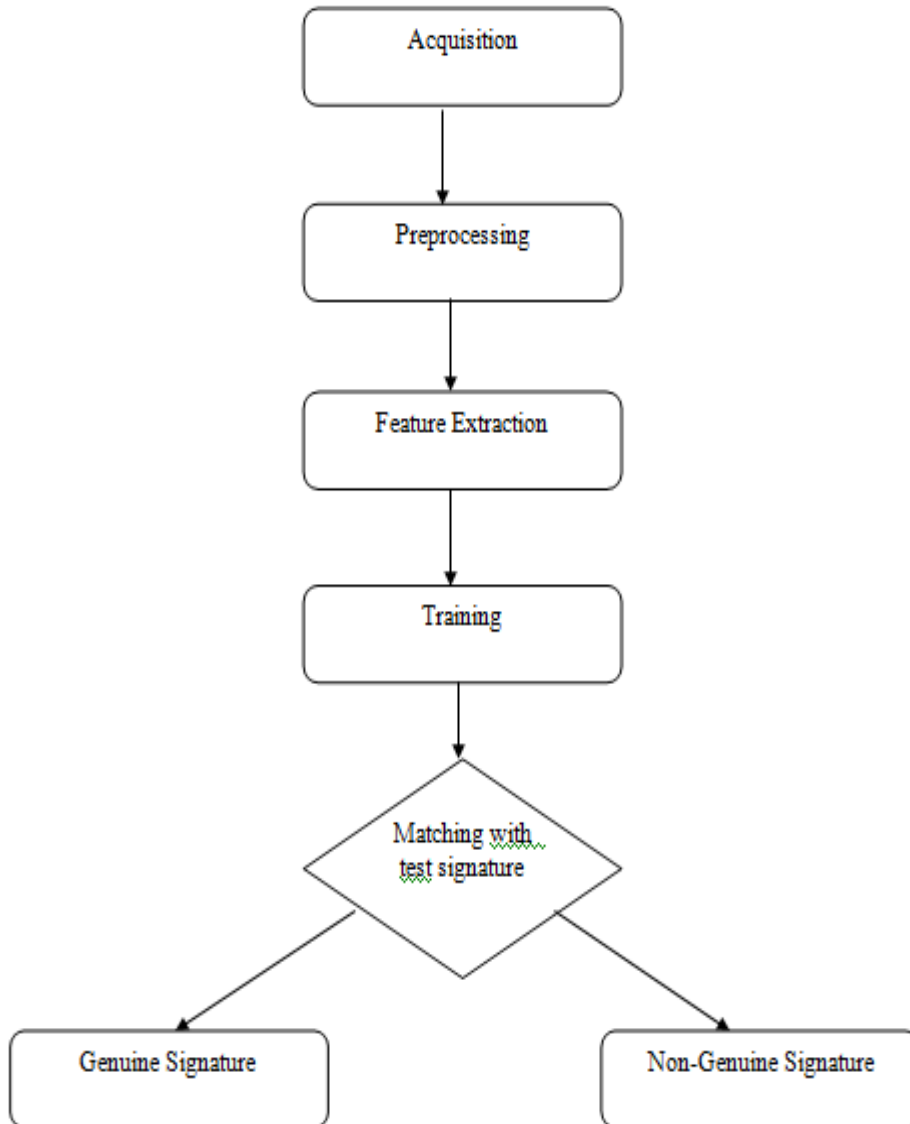 Acquisition
Preprocessing
Feature Extraction
Training
Matching with
test signature
Genuine Signature
Non-Genuine Signature